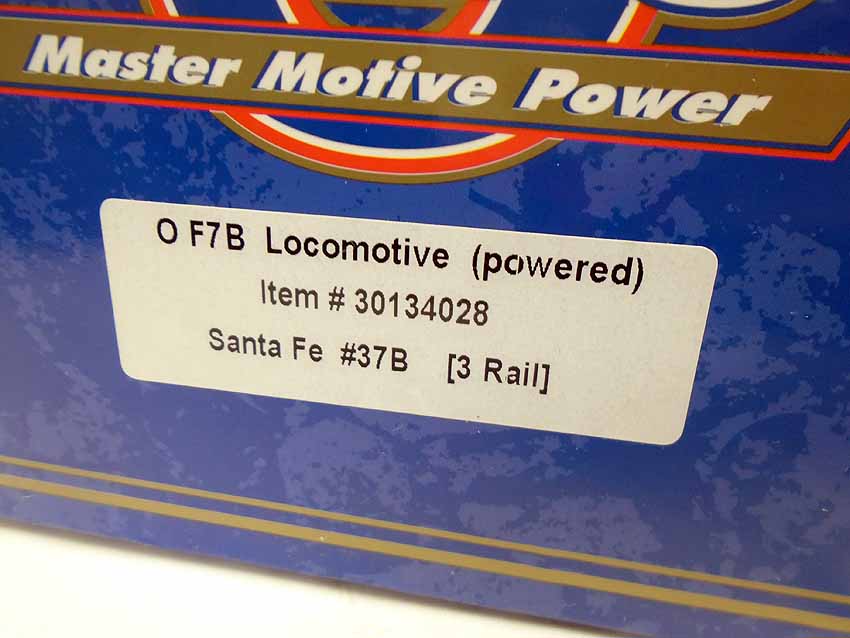 Master Motive Power
O F7B Locomotive (powered)
Item # 30134028
Santa Fe #37B [3 Rail]